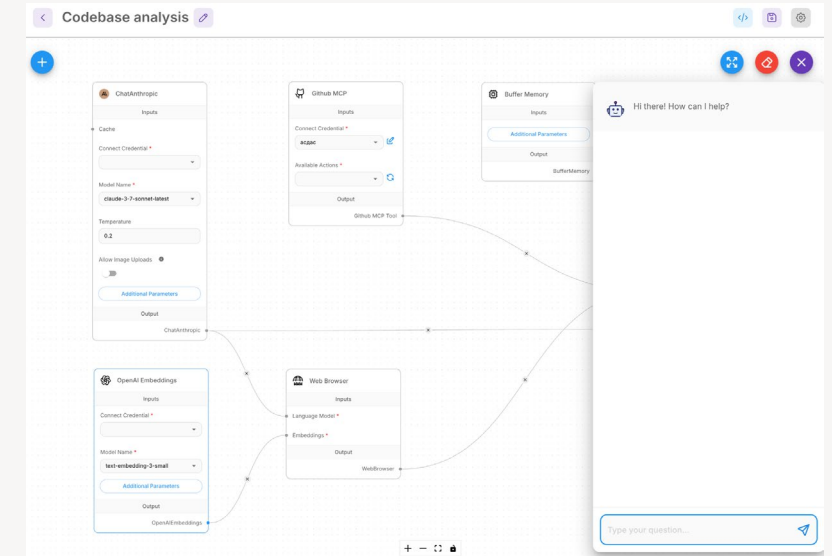 Codebase analysis
ChatAnthropic
Inputs
Cache
Connect Credential *
Model Name *
claude-3-7-sonnet-latest
Temperature
0.2
Allow Image Uploads
Additional Parameters
Output
ChatAnthropic
Github MCP
Inputs
Connect Credential *
асдас
Available Actions *
Output
Github MCP Tool
Buffer Memory
Inputs
Additional Parameters
Output
BufferMemory
OpenAI Embeddings
Inputs
Connect Credential *
Model Name *
text-embedding-3-small
Additional Parameters
Output
OpenAIEmbeddings
Web Browser
Inputs
Language Model *
Embeddings *
Output
WebBrowser
Hi there! How can I help?
Type your question...